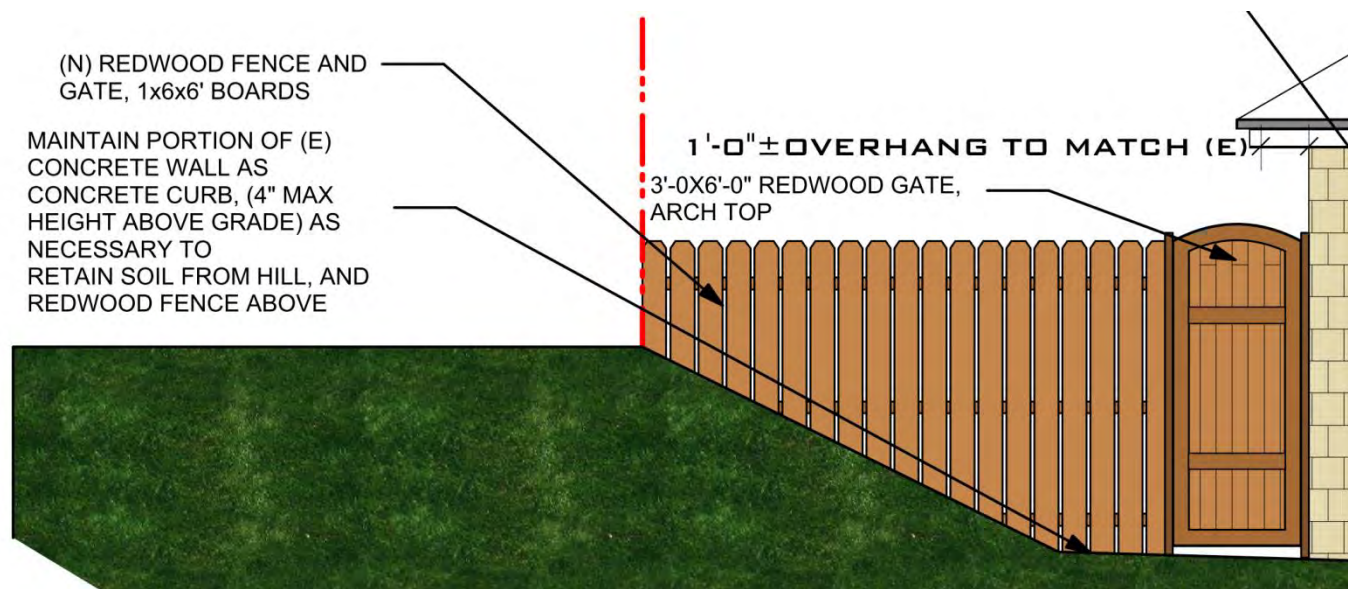 (N) REDWOOD FENCE AND
GATE, 1x6x6' BOARDS
MAINTAIN PORTION OF (E)
CONCRETE WALL AS
CONCRETE CURB, (4" MAX
HEIGHT ABOVE GRADE) AS
NECESSARY TO
RETAIN SOIL FROM HILL, AND
REDWOOD FENCE ABOVE
1'-0"±OVERHANG TO MATCH (E)
3'-0X6'-0" REDWOOD GATE,
ARCH TOP